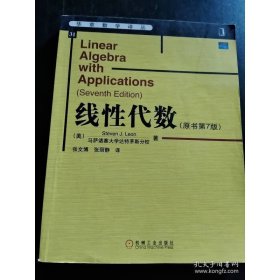 华章数学译丛
Linear
Algebra
with
Applications
(Seventh Edition)
线性代数 (原书第7版)
(美) Steven J. Leon 著
马萨诸塞大学达特茅斯分校
张文博 张丽静 译
机械工业出版社